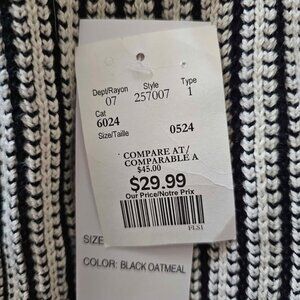 Dept/Rayon Style Type
07 257007 1
Cat
6024
Size/Taille 0524
COMPARE AT/
COMPARABLE A
$45.00
$29.99
Our Price/Notre Prix
FLS1
SIZE
COLOR: BLACK OATMEAL